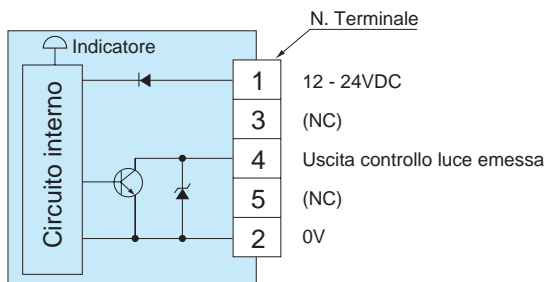 N. Terminale
Indicatore
Circuito interno
1 12 - 24VDC
3 (NC)
4 Uscita controllo luce emessa
5 (NC)
2 0V